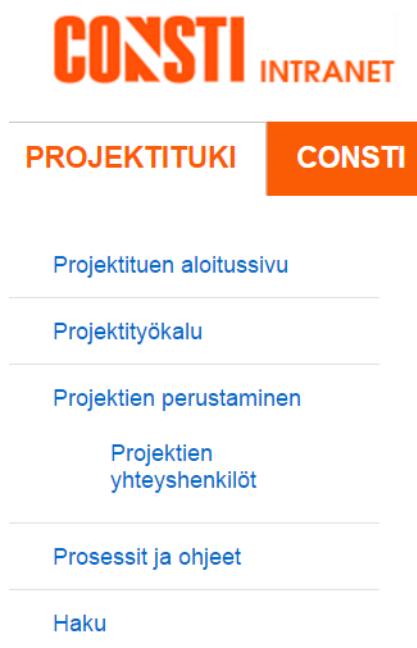 CONSTI INTRANET
PROJEKTITUKI CONSTI
Projektituen aloitussivu
Projektityökalu
Projektien perustaminen
Projektien
yhteyshenkilöt
Prosessit ja ohjeet
Haku